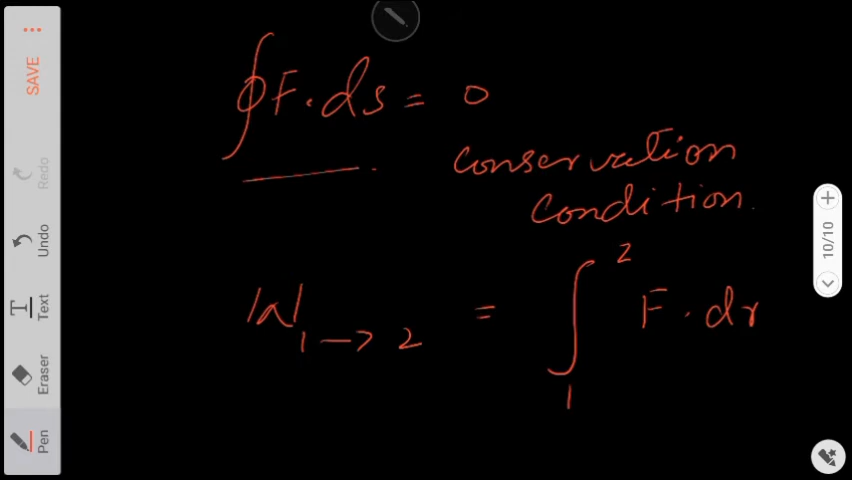 SAVE
Redo
Undo
Text
Eraser
Pen
10/10
∮F.ds = 0
conservation
condition.
W₁→₂ = ∫₁² F.dr